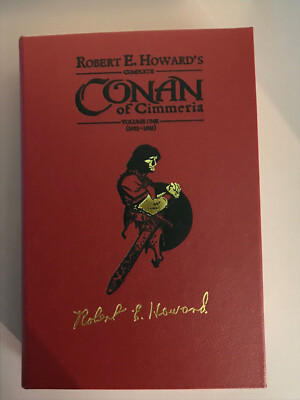 ROBERT E. HOWARD'S
COMPLETE
CONAN
of Cimmeria
VOLUME ONE
(1932-1933)
Robert E. Howard